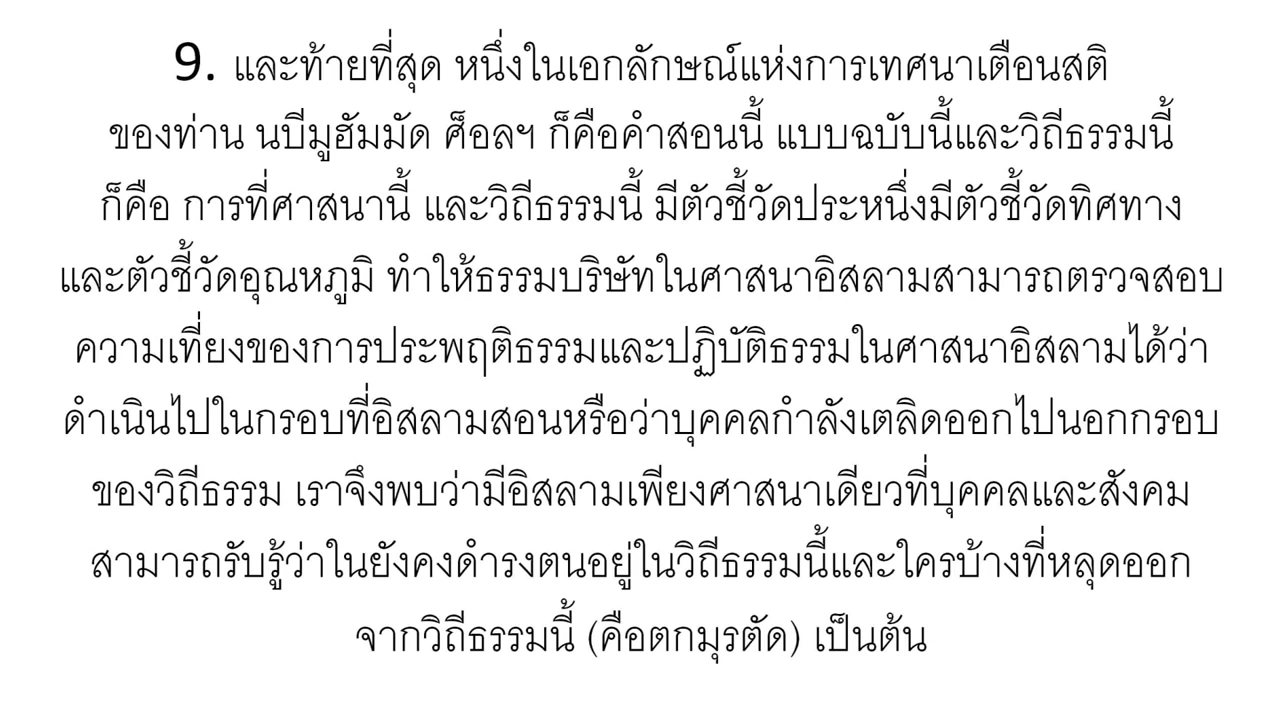 9. และท้ายที่สุด หนึ่งในเอกลักษณ์แห่งการเทศนาเตือนสติ
ของท่าน นบีมูฮัมมัด ศ็อลฯ ก็คือคำสอนนี้ แบบฉบับนี้และวิถีธรรมนี้
ก็คือ การที่ศาสนานี้ และวิถีธรรมนี้ มีตัวชี้วัดประหนึ่งมีตัวชี้วัดทิศทาง
และตัวชี้วัดอุณหภูมิ ทำให้ธรรมบริษัทในศาสนาอิสลามสามารถตรวจสอบ
ความเที่ยงของการประพฤติธรรมและปฏิบัติธรรมในศาสนาอิสลามได้ว่า
ดำเนินไปในกรอบที่อิสลามสอนหรือว่าบุคคลกำลังเตลิดออกไปนอกกรอบ
ของวิถีธรรม เราจึงพบว่ามีอิสลามเพียงศาสนาเดียวที่บุคคลและสังคม
สามารถรับรู้ว่าในยังคงดำรงตนอยู่ในวิถีธรรมนี้และใครบ้างที่หลุดออก
จากวิถีธรรมนี้ (คือตกมุรตัด) เป็นต้น